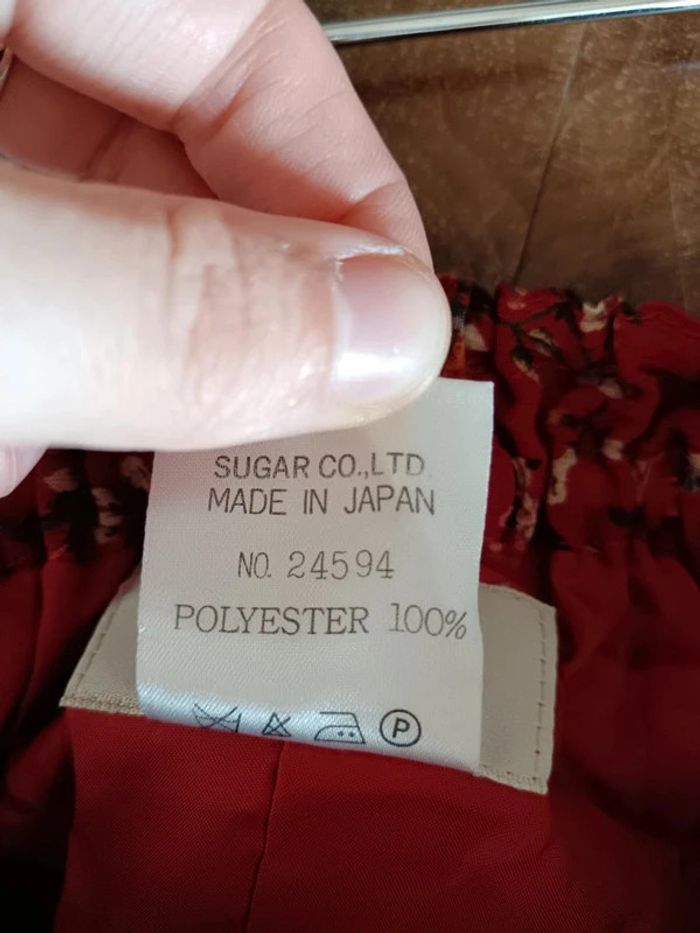 SUGAR CO.,LTD
MADE IN JAPAN
NO. 24594
POLYESTER 100%
P